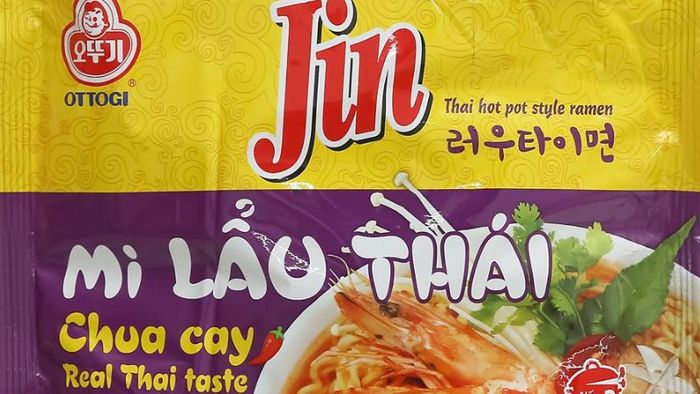 오뚜기
OTTOGI
Jin
Thai hot pot style ramen
러우타이면
Mì LẨU THÁI
Chua cay
Real Thai taste